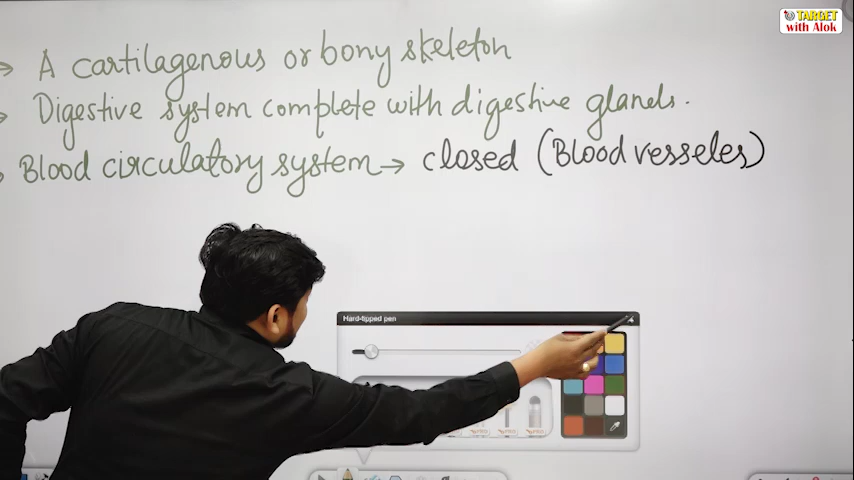 TARGET
with Alok
→ A cartilagenous or bony skeleton
→ Digestive system complete with digestive glands.
→ Blood circulatory system → closed (Blood vesseles)
Hard-tipped pen